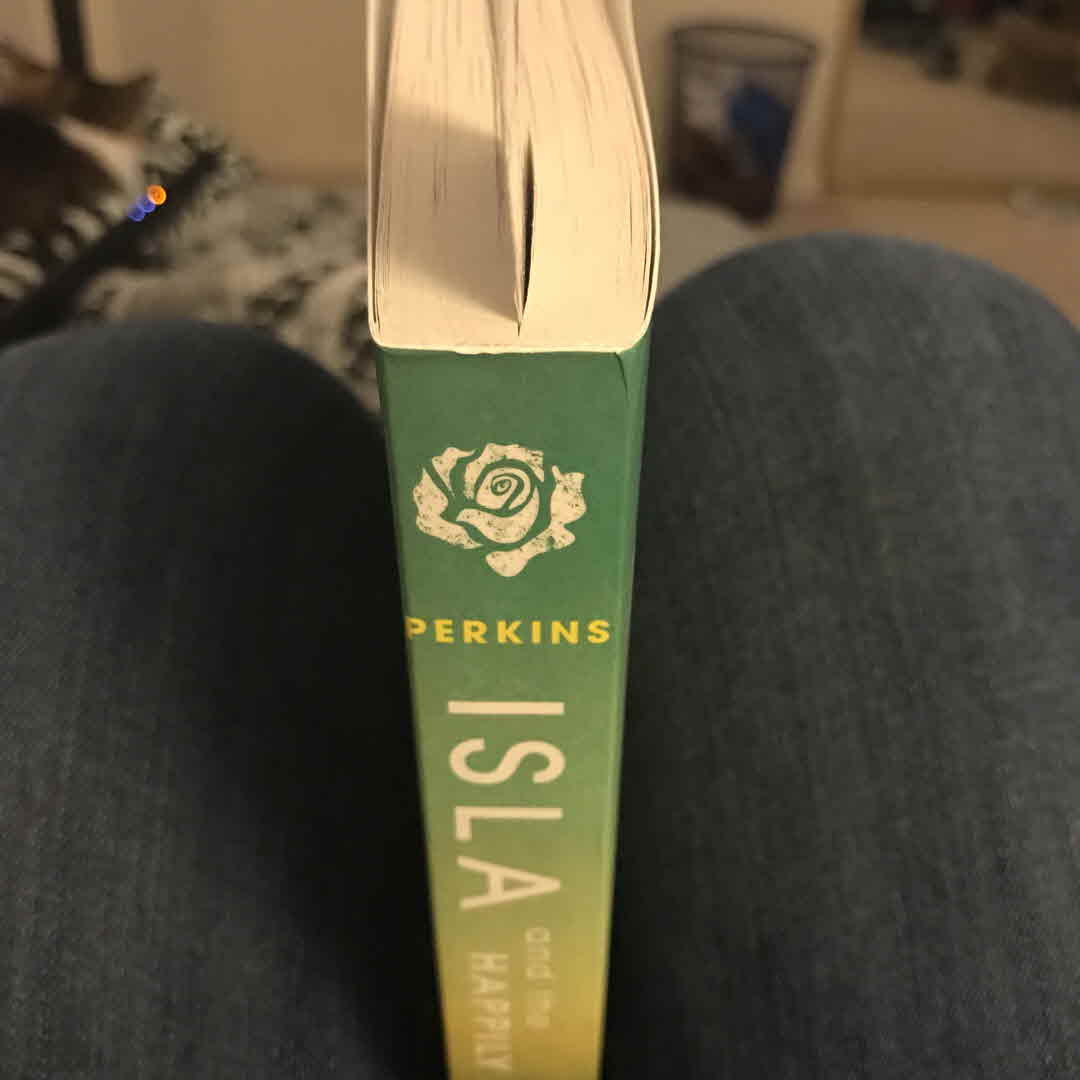 PERKINS
ISLA
and the
HAPPILY